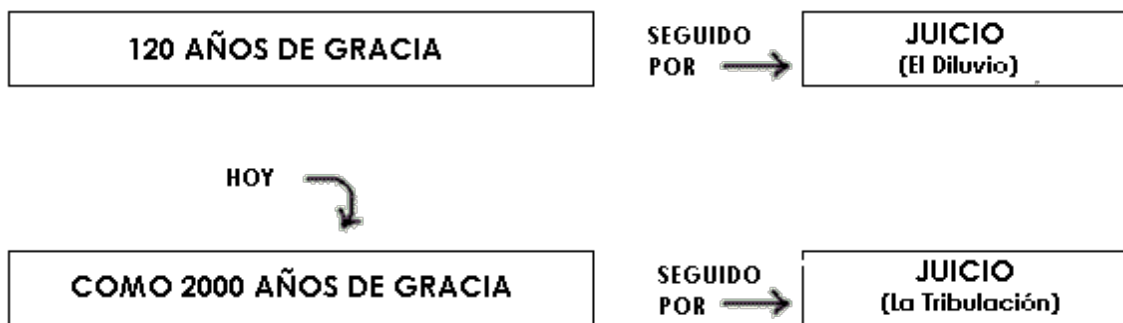 120 AÑOS DE GRACIA
SEGUIDO
POR
JUICIO
(El Diluvio)
HOY
COMO 2000 AÑOS DE GRACIA
SEGUIDO
POR
JUICIO
(La Tribulación)